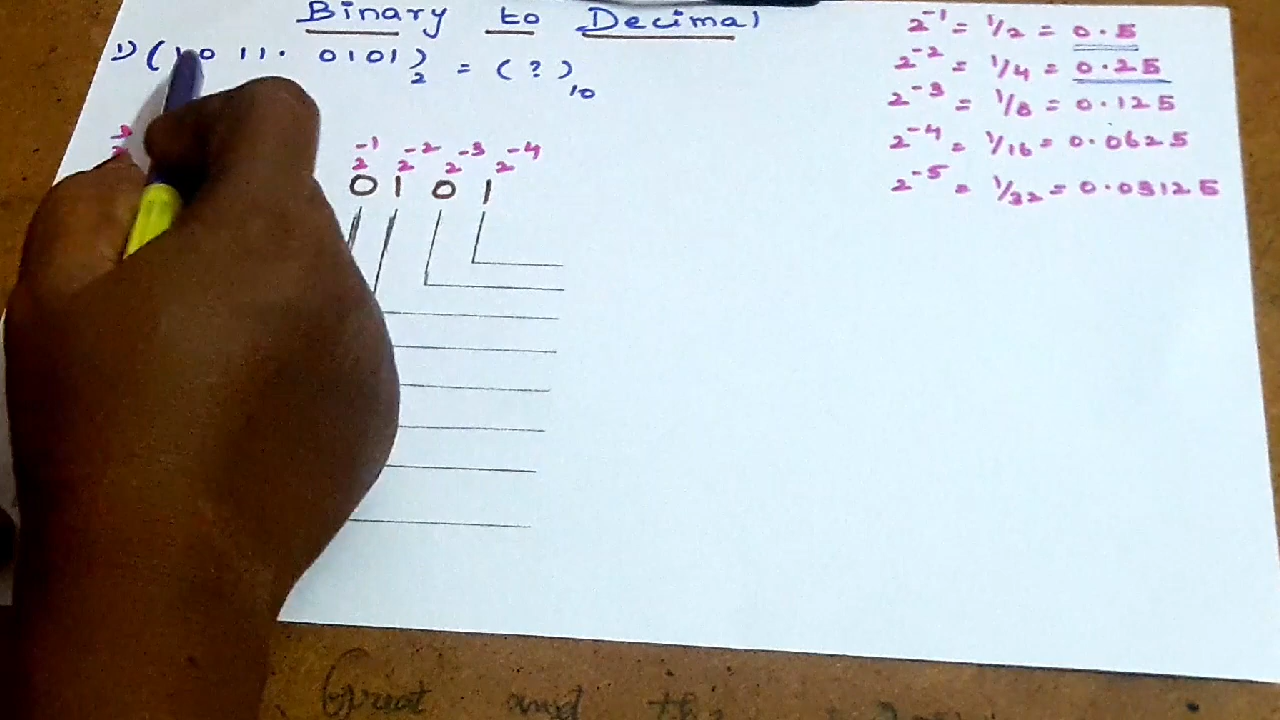 Binary to Decimal
1) (1011. 0101)₂ = (?)₁₀
2⁻¹ 2⁻² 2⁻³ 2⁻⁴
0 1 0 1
2⁻¹ = 1/2 = 0.5
2⁻² = 1/4 = 0.25
2⁻³ = 1/8 = 0.125
2⁻⁴ = 1/16 = 0.0625
2⁻⁵ = 1/32 = 0.03125